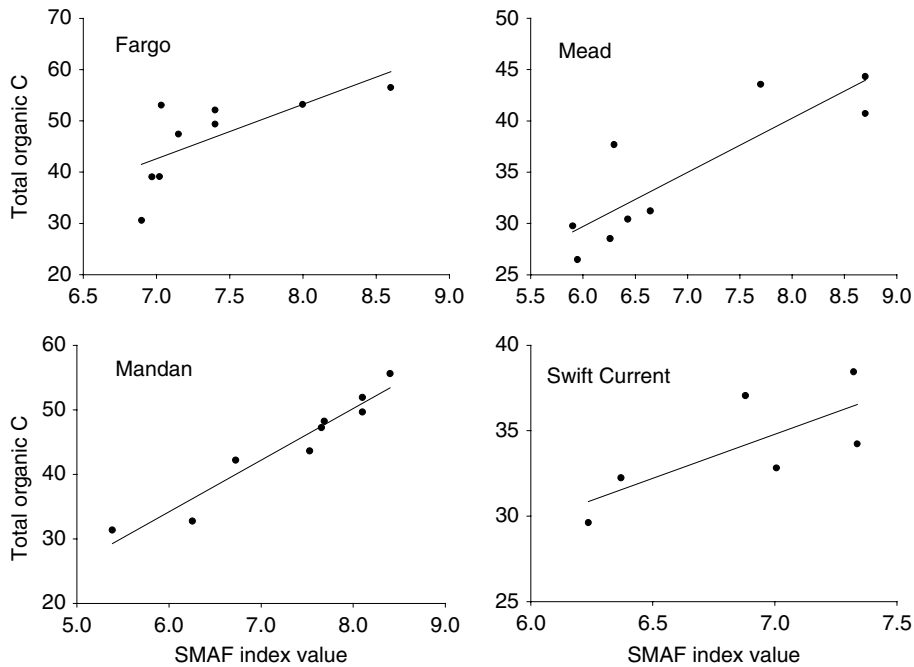 Fargo
Total organic C
70
60
50
40
30
20
6.5 7.0 7.5 8.0 8.5 9.0
Mead
45
40
35
30
25
5.5 6.0 6.5 7.0 7.5 8.0 8.5 9.0
Mandan
Total organic C
60
50
40
30
20
5.0 6.0 7.0 8.0 9.0
SMAF index value
Swift Current
40
35
30
25
6.0 6.5 7.0 7.5
SMAF index value